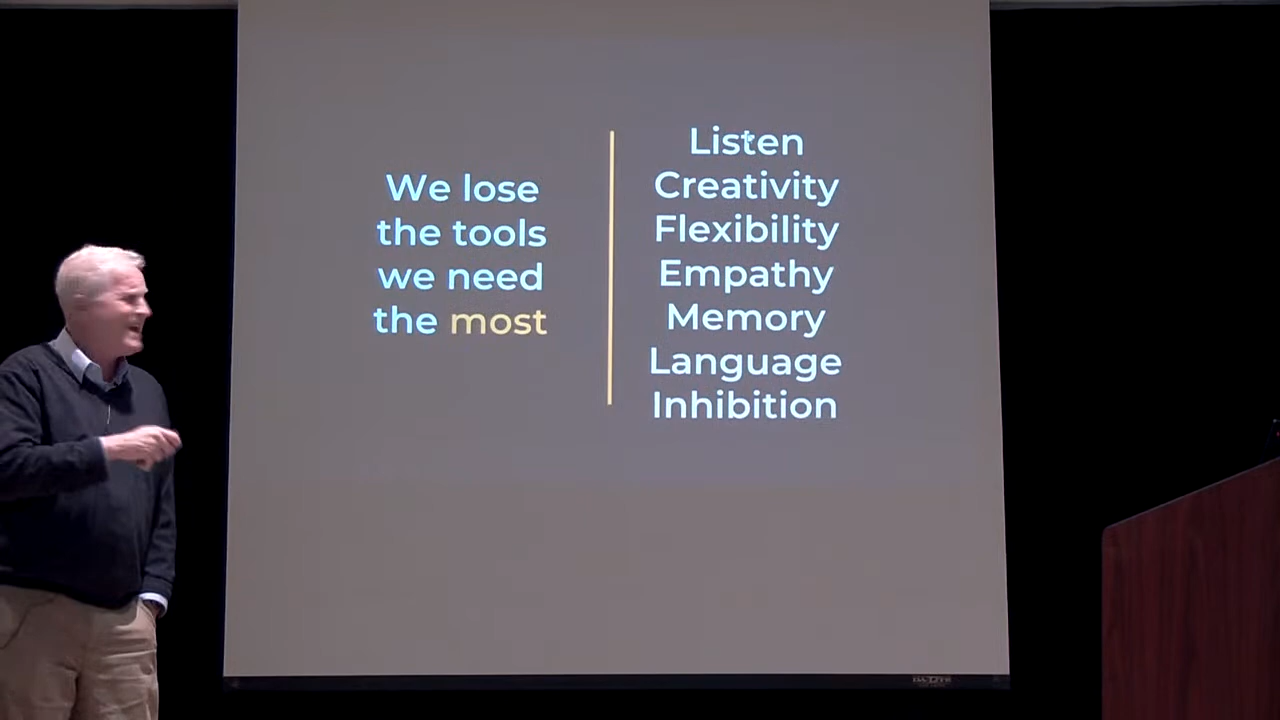 We lose
the tools
we need
the most
Listen
Creativity
Flexibility
Empathy
Memory
Language
Inhibition